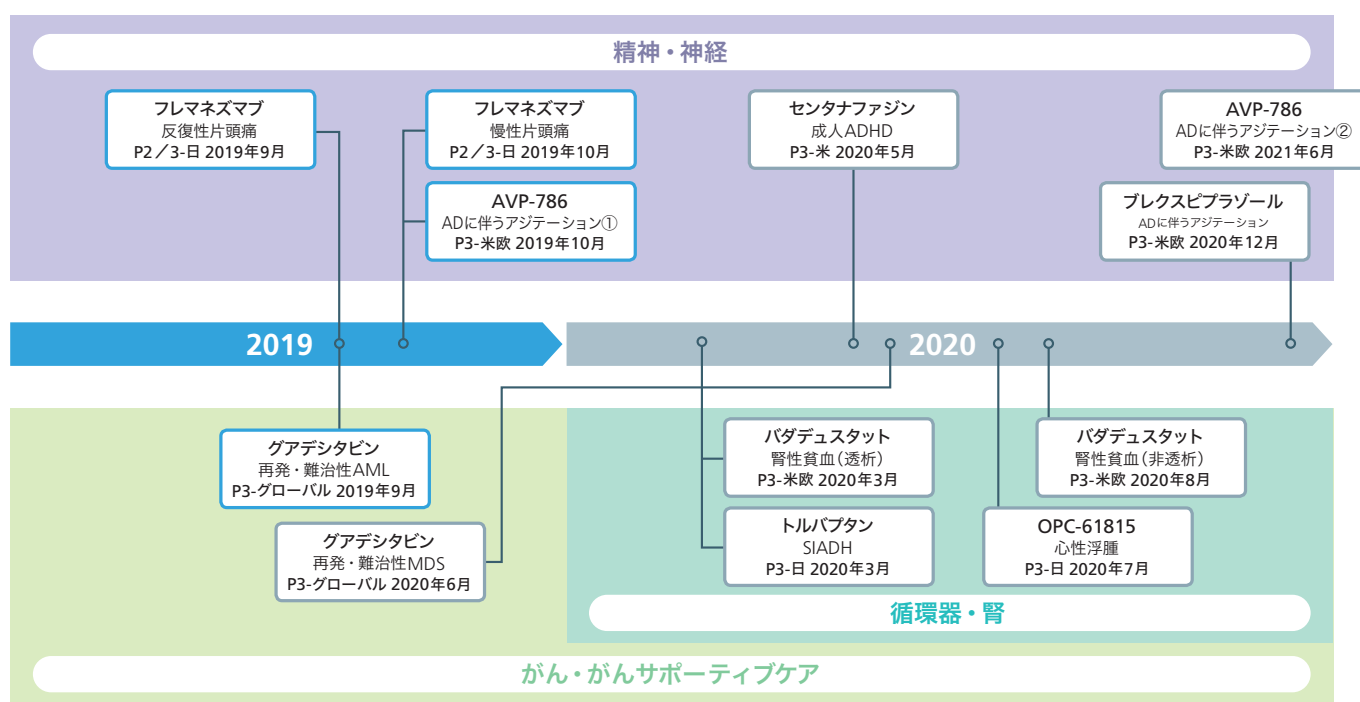 精神・神経
フレマネズマブ
反復性片頭痛
P2／3-日 2019年9月
フレマネズマブ
慢性片頭痛
P2／3-日 2019年10月
AVP-786
ADに伴うアジテーション①
P3-米欧 2019年10月
センタナファジン
成人ADHD
P3-米 2020年5月
AVP-786
ADに伴うアジテーション②
P3-米欧 2021年6月
ブレクスピプラゾール
ADに伴うアジテーション
P3-米欧 2020年12月
2019
2020
グアデシタビン
再発・難治性AML
P3-グローバル 2019年9月
グアデシタビン
再発・難治性MDS
P3-グローバル 2020年6月
バダデュスタット
腎性貧血（透析）
P3-米欧 2020年3月
トルバプタン
SIADH
P3-日 2020年3月
バダデュスタット
腎性貧血（非透析）
P3-米欧 2020年8月
OPC-61815
心性浮腫
P3-日 2020年7月
循環器・腎
がん・がんサポーティブケア